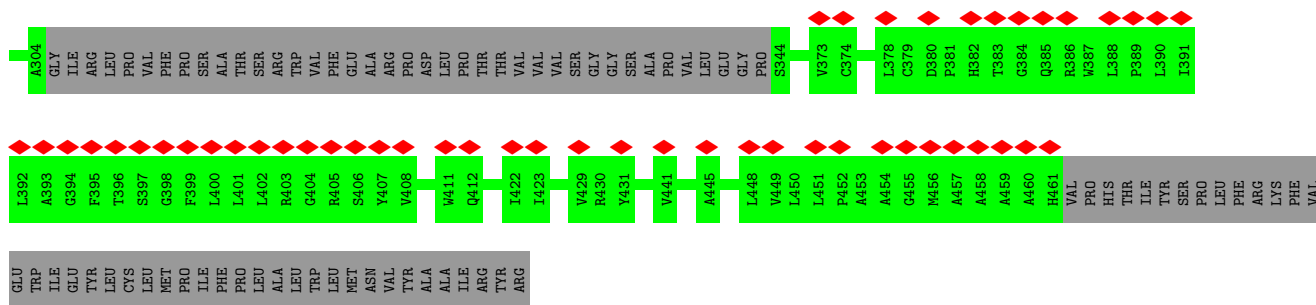 A304 GLY ILE ARG LEU PRO VAL PHE PRO SER ALA THR SER ARG TRP VAL PHE GLU ALA ARG PRO ASP LEU PRO THR THR VAL VAL VAL SER GLY GLY SER ALA PRO VAL LEU GLU GLY PRO S344 V373 C374 L378 C379 D380 P381 H382 T383 G384 Q385 R386 W387 L388 P389 L390 I391
L392 A393 G394 F395 T396 S397 G398 F399 L400 L401 L402 R403 G404 R405 S406 Y407 V408 W411 Q412 I422 I423 V429 R430 Y431 V441 A445 L448 V449 L450 L451 P452 A453 A454 G455 M456 A457 A458 A459 A460 H461 VAL PRO HIS THR ILE TYR SER PRO LEU PHE ARG LYS PHE VAL
GLU TRP ILE GLU TYR LEU CYS LEU MET PRO ILE PHE PRO LEU ALA LEU TRP LEU MET ASN VAL TYR ALA ALA ILE ARG TYR ARG